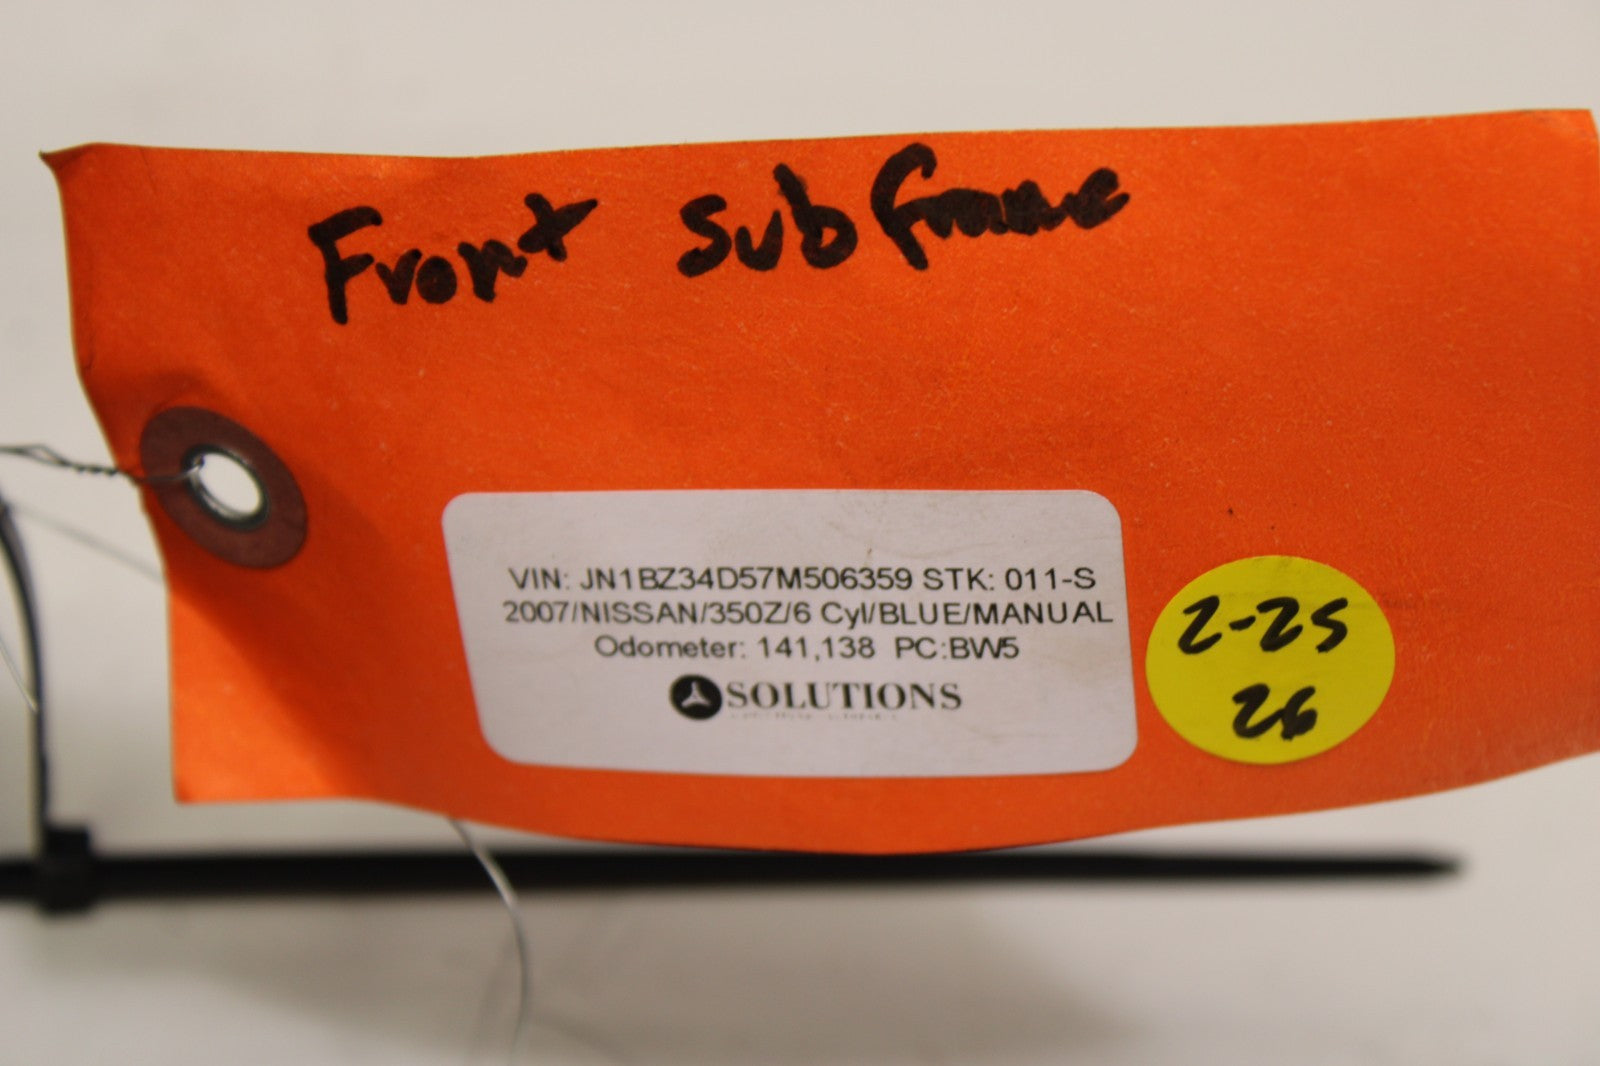 Front subframe
VIN: JN1BZ34D57M506359 STK: 011-S
2007/NISSAN/350Z/6 Cyl/BLUE/MANUAL
Odometer: 141,138 PC:BW5
SOLUTIONS
2-25
26